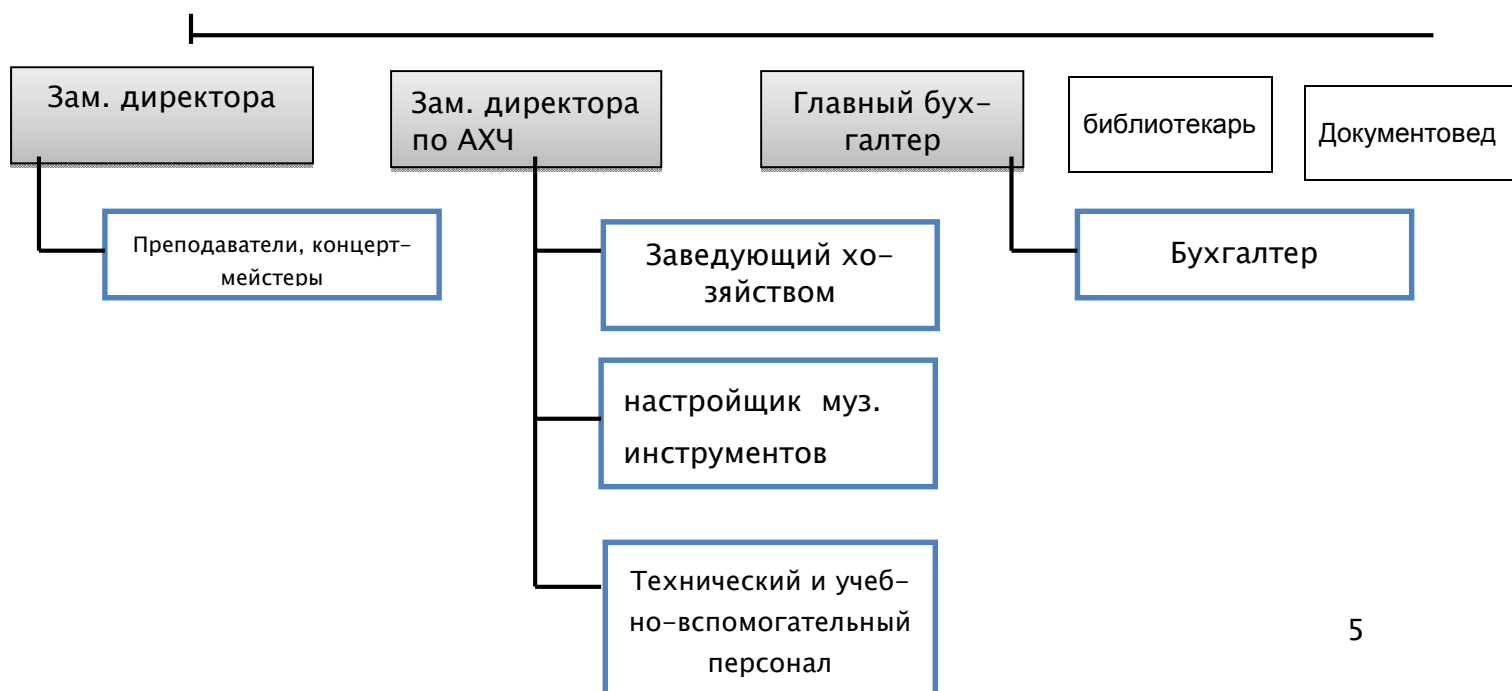 Зам. директора
Зам. директора
по АХЧ
Главный бух-
галтер
библиотекарь
Документовед
Преподаватели, концерт-
мейстеры
Заведующий хо-
зяйством
Бухгалтер
настройщик муз.
инструментов
Технический и учеб-
но-вспомогательный
персонал
5